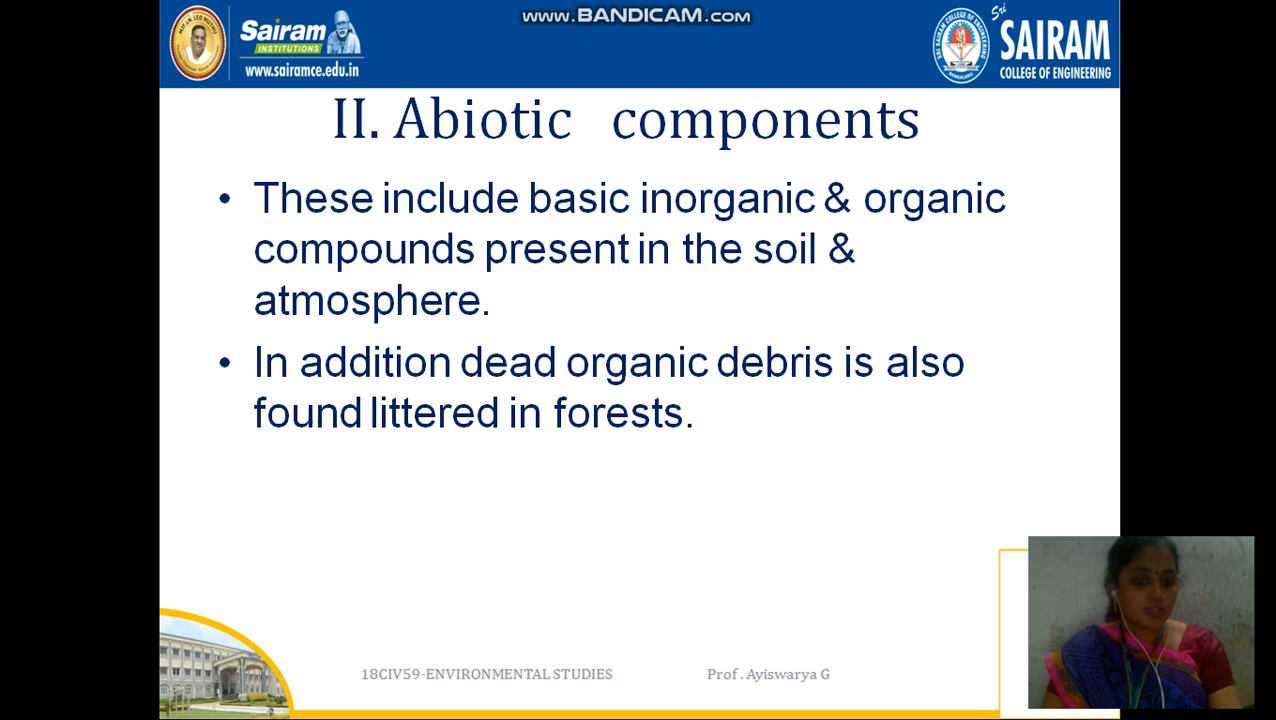 www.BANDICAM.com
Sairam
INSTITUTIONS
www.sairamce.edu.in
Sri
SAIRAM
COLLEGE OF ENGINEERING
II. Abiotic components
• These include basic inorganic & organic
compounds present in the soil &
atmosphere.
• In addition dead organic debris is also
found littered in forests.
18CIV59-ENVIRONMENTAL STUDIES
Prof . Ayiswarya G